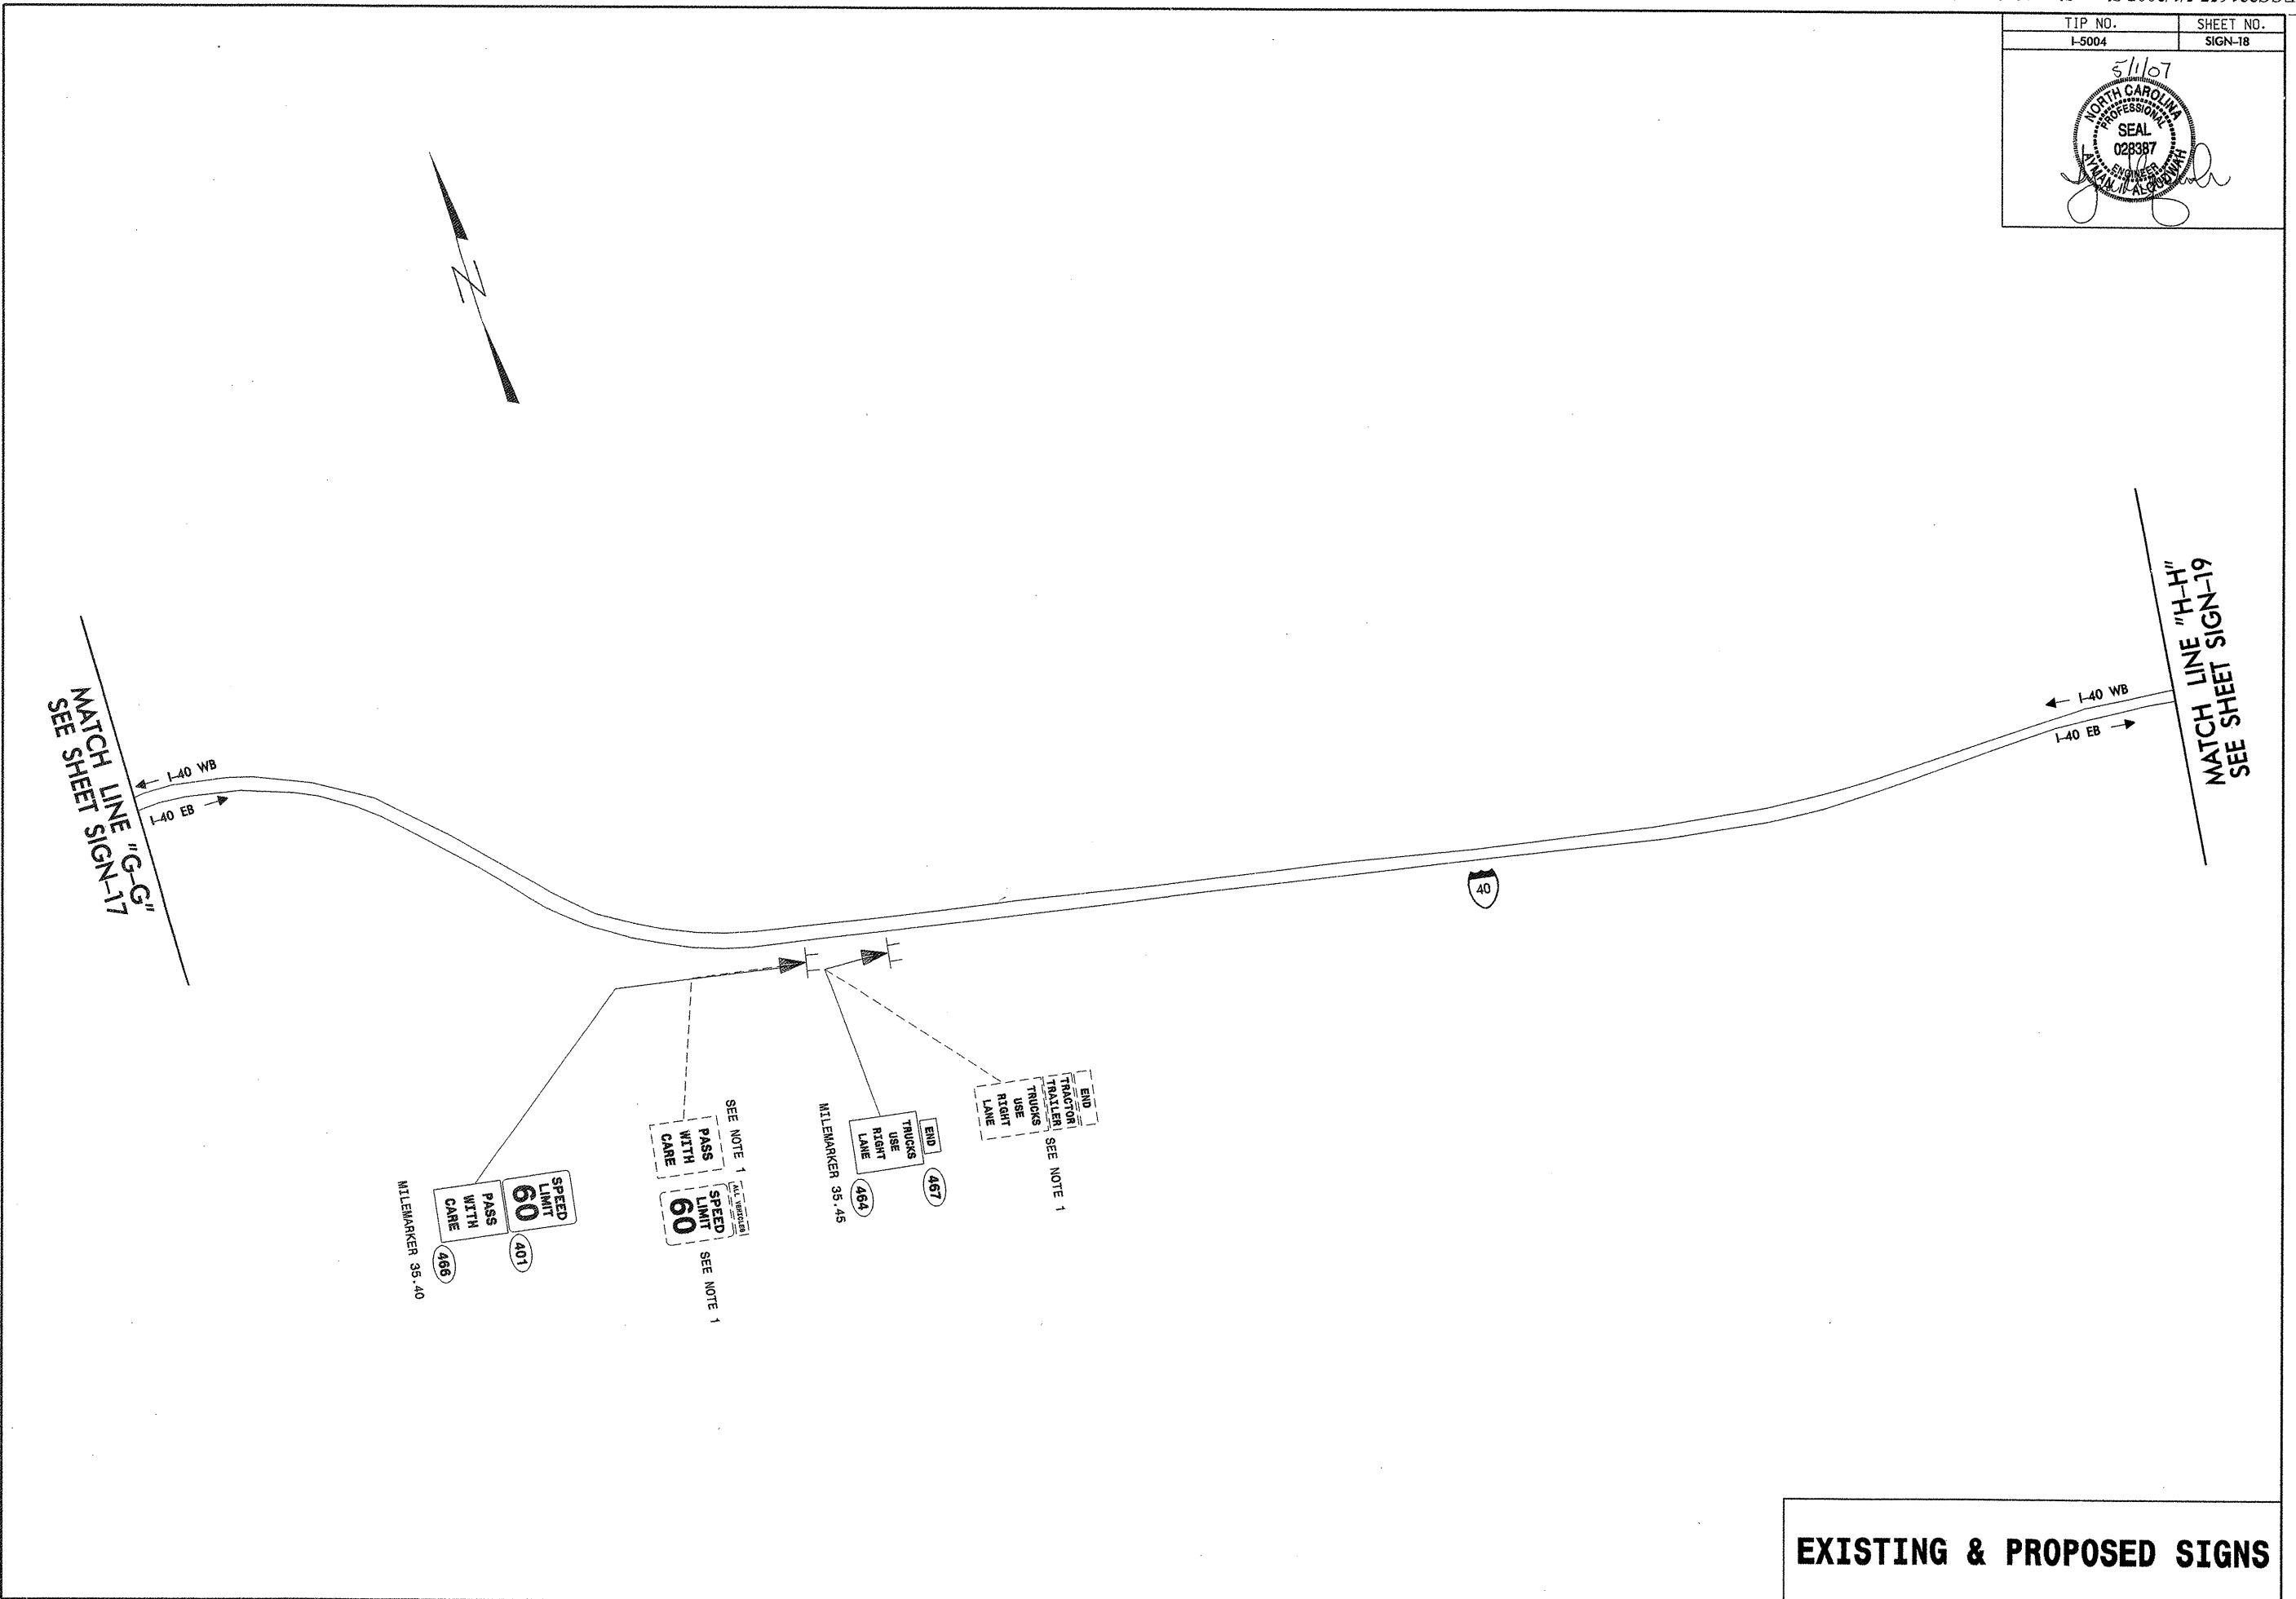 TIP NO.
SHEET NO.
I-5004
SIGN-18
5/1/07
NORTH CAROLINA
PROFESSIONAL
SEAL
028387
ENGINEER
AYMAN ALQUDWAH
N
MATCH LINE "G-G"
SEE SHEET SIGN-17
I-40 WB
I-40 EB
MATCH LINE "H-H"
SEE SHEET SIGN-19
I-40 WB
I-40 EB
40
SPEED
LIMIT
60
401
PASS
WITH
CARE
466
MILEMARKER 35.40
SEE NOTE 1
PASS
WITH
CARE
ALL VEHICLES
SPEED
LIMIT
60
SEE NOTE 1
END
467
TRUCKS
USE
RIGHT
LANE
464
MILEMARKER 35.45
END
TRACTOR
TRAILER
TRUCKS
USE
RIGHT
LANE
SEE NOTE 1
EXISTING & PROPOSED SIGNS